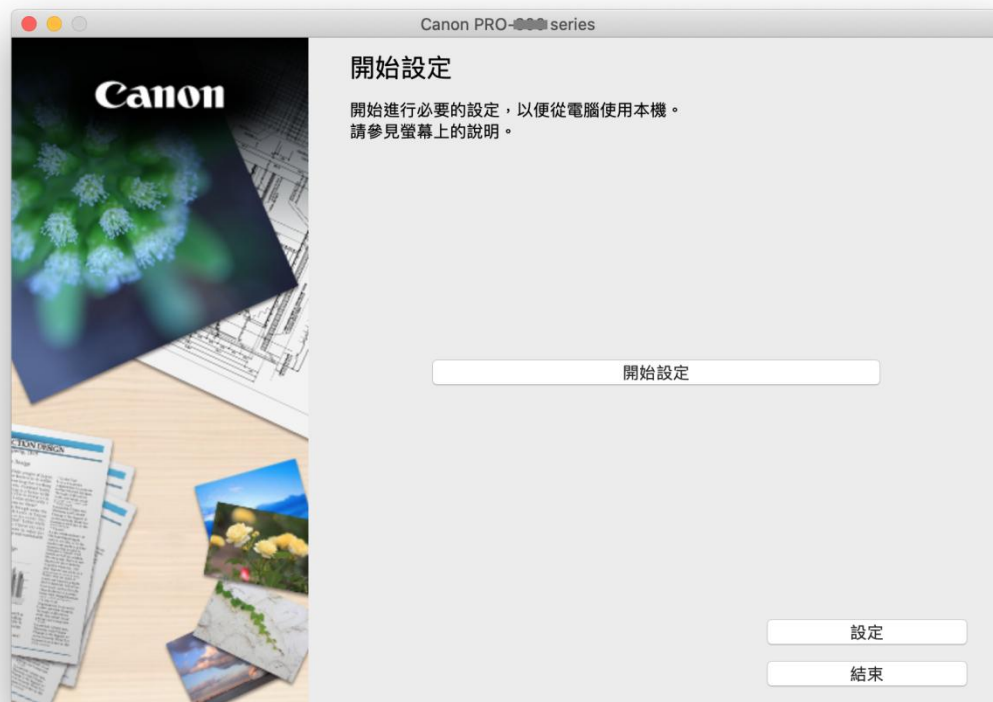 Canon PRO- series
Canon
開始設定
開始進行必要的設定，以便從電腦使用本機。
請參見螢幕上的說明。
開始設定
設定
結束